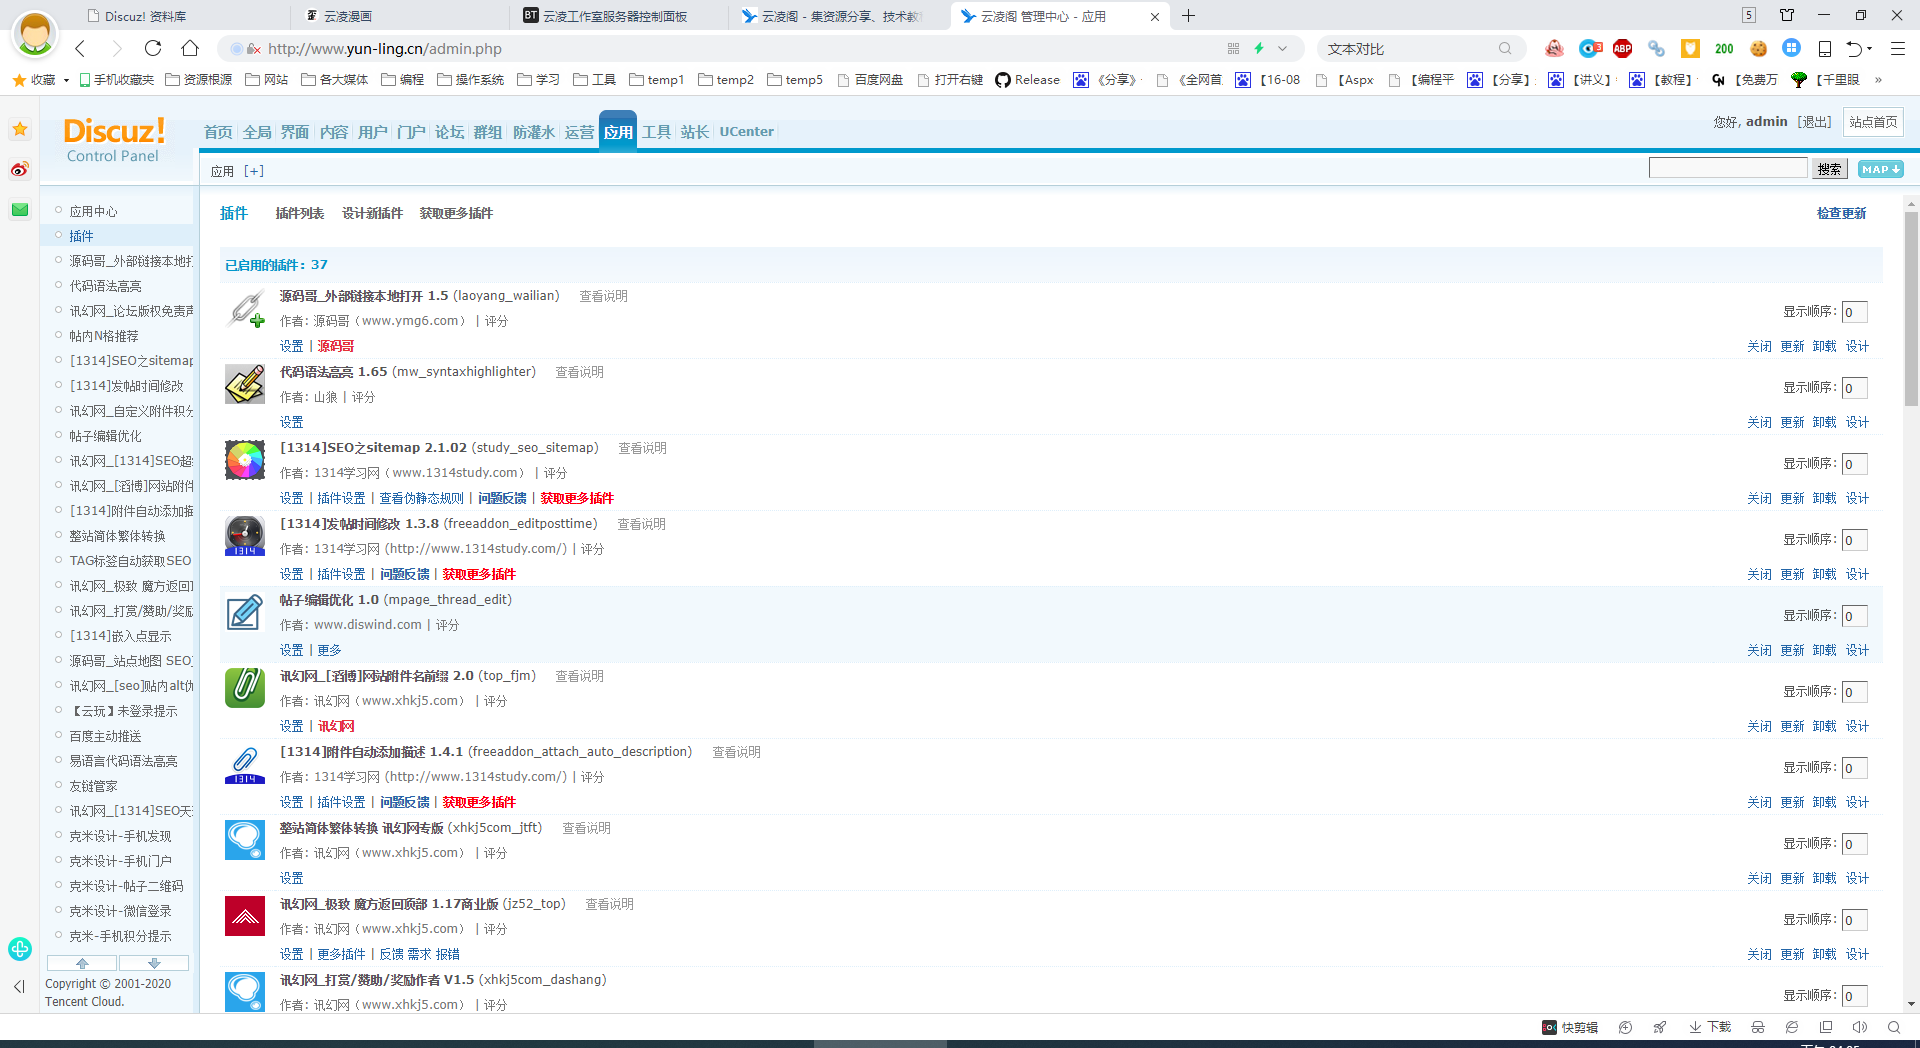 Discuz! 资料库
云凌漫画
BT 云凌工作室服务器控制面板
云凌阁 - 集资源分享、技术教
云凌阁 管理中心 - 应用
5
http://www.yun-ling.cn/admin.php
文本对比
3
ABP
200
收藏
手机收藏夹
资源根源
网站
各大媒体
编程
操作系统
学习
工具
temp1
temp2
temp5
百度网盘
打开右键
Release
《分享》
《全网首
【16-08
【Aspx
【编程平
【分享】
【讲义】
【教程】
【免费万
【千里眼
»
Discuz!
Control Panel
首页 全局 界面 内容 用户 门户 论坛 群组 防灌水 运营 应用 工具 站长 UCenter
您好, admin [退出]
站点首页
应用 [+]
搜索
MAP
应用中心
插件
源码哥_外部链接本地打
代码语法高亮
讯幻网_论坛版权免责声
帖内N格推荐
[1314]SEO之sitemap
[1314]发帖时间修改
讯幻网_自定义附件积分
帖子编辑优化
讯幻网_[1314]SEO超
讯幻网_[滔博]网站附件
[1314]附件自动添加描
整站简体繁体转换
TAG标签自动获取SEO
讯幻网_极致 魔方返回顶
讯幻网_打赏/赞助/奖励
[1314]嵌入点显示
源码哥_站点地图 SEO
讯幻网_[seo]贴内alt优
【云玩】未登录提示
百度主动推送
易语言代码语法高亮
友链管家
讯幻网_[1314]SEO天
克米设计-手机发现
克米设计-手机门户
克米设计-帖子二维码
克米设计-微信登录
克米-手机积分提示
Copyright © 2001-2020
Tencent Cloud.
插件 插件列表 设计新插件 获取更多插件
检查更新
已启用的插件: 37
源码哥_外部链接本地打开 1.5 (laoyang_wailian) 查看说明
作者: 源码哥（www.ymg6.com） | 评分
显示顺序: 0
设置 | 源码哥
关闭 更新 卸载 设计
代码语法高亮 1.65 (mw_syntaxhighlighter) 查看说明
作者: 山狼 | 评分
显示顺序: 0
设置
关闭 更新 卸载 设计
[1314]SEO之sitemap 2.1.02 (study_seo_sitemap) 查看说明
作者: 1314学习网（www.1314study.com） | 评分
显示顺序: 0
设置 | 插件设置 | 查看伪静态规则 | 问题反馈 | 获取更多插件
关闭 更新 卸载 设计
[1314]发帖时间修改 1.3.8 (freeaddon_editposttime) 查看说明
1314
作者: 1314学习网 (http://www.1314study.com/) | 评分
显示顺序: 0
设置 | 插件设置 | 问题反馈 | 获取更多插件
关闭 更新 卸载 设计
帖子编辑优化 1.0 (mpage_thread_edit)
作者: www.diswind.com | 评分
显示顺序: 0
设置 | 更多
关闭 更新 卸载 设计
讯幻网_[滔博]网站附件名前缀 2.0 (top_fjm) 查看说明
作者: 讯幻网（www.xhkj5.com） | 评分
显示顺序: 0
设置 | 讯幻网
关闭 更新 卸载 设计
[1314]附件自动添加描述 1.4.1 (freeaddon_attach_auto_description) 查看说明
1314
作者: 1314学习网 (http://www.1314study.com/) | 评分
显示顺序: 0
设置 | 插件设置 | 问题反馈 | 获取更多插件
关闭 更新 卸载 设计
整站简体繁体转换 讯幻网专版 (xhkj5com_jtft) 查看说明
作者: 讯幻网（www.xhkj5.com） | 评分
显示顺序: 0
设置
关闭 更新 卸载 设计
讯幻网_极致 魔方返回顶部 1.17商业版 (jz52_top) 查看说明
作者: 讯幻网（www.xhkj5.com） | 评分
显示顺序: 0
设置 | 更多插件 | 反馈 需求 报错
关闭 更新 卸载 设计
讯幻网_打赏/赞助/奖励作者 V1.5 (xhkj5com_dashang)
作者: 讯幻网（www.xhkj5.com） | 评分
显示顺序: 0
快剪辑
下载